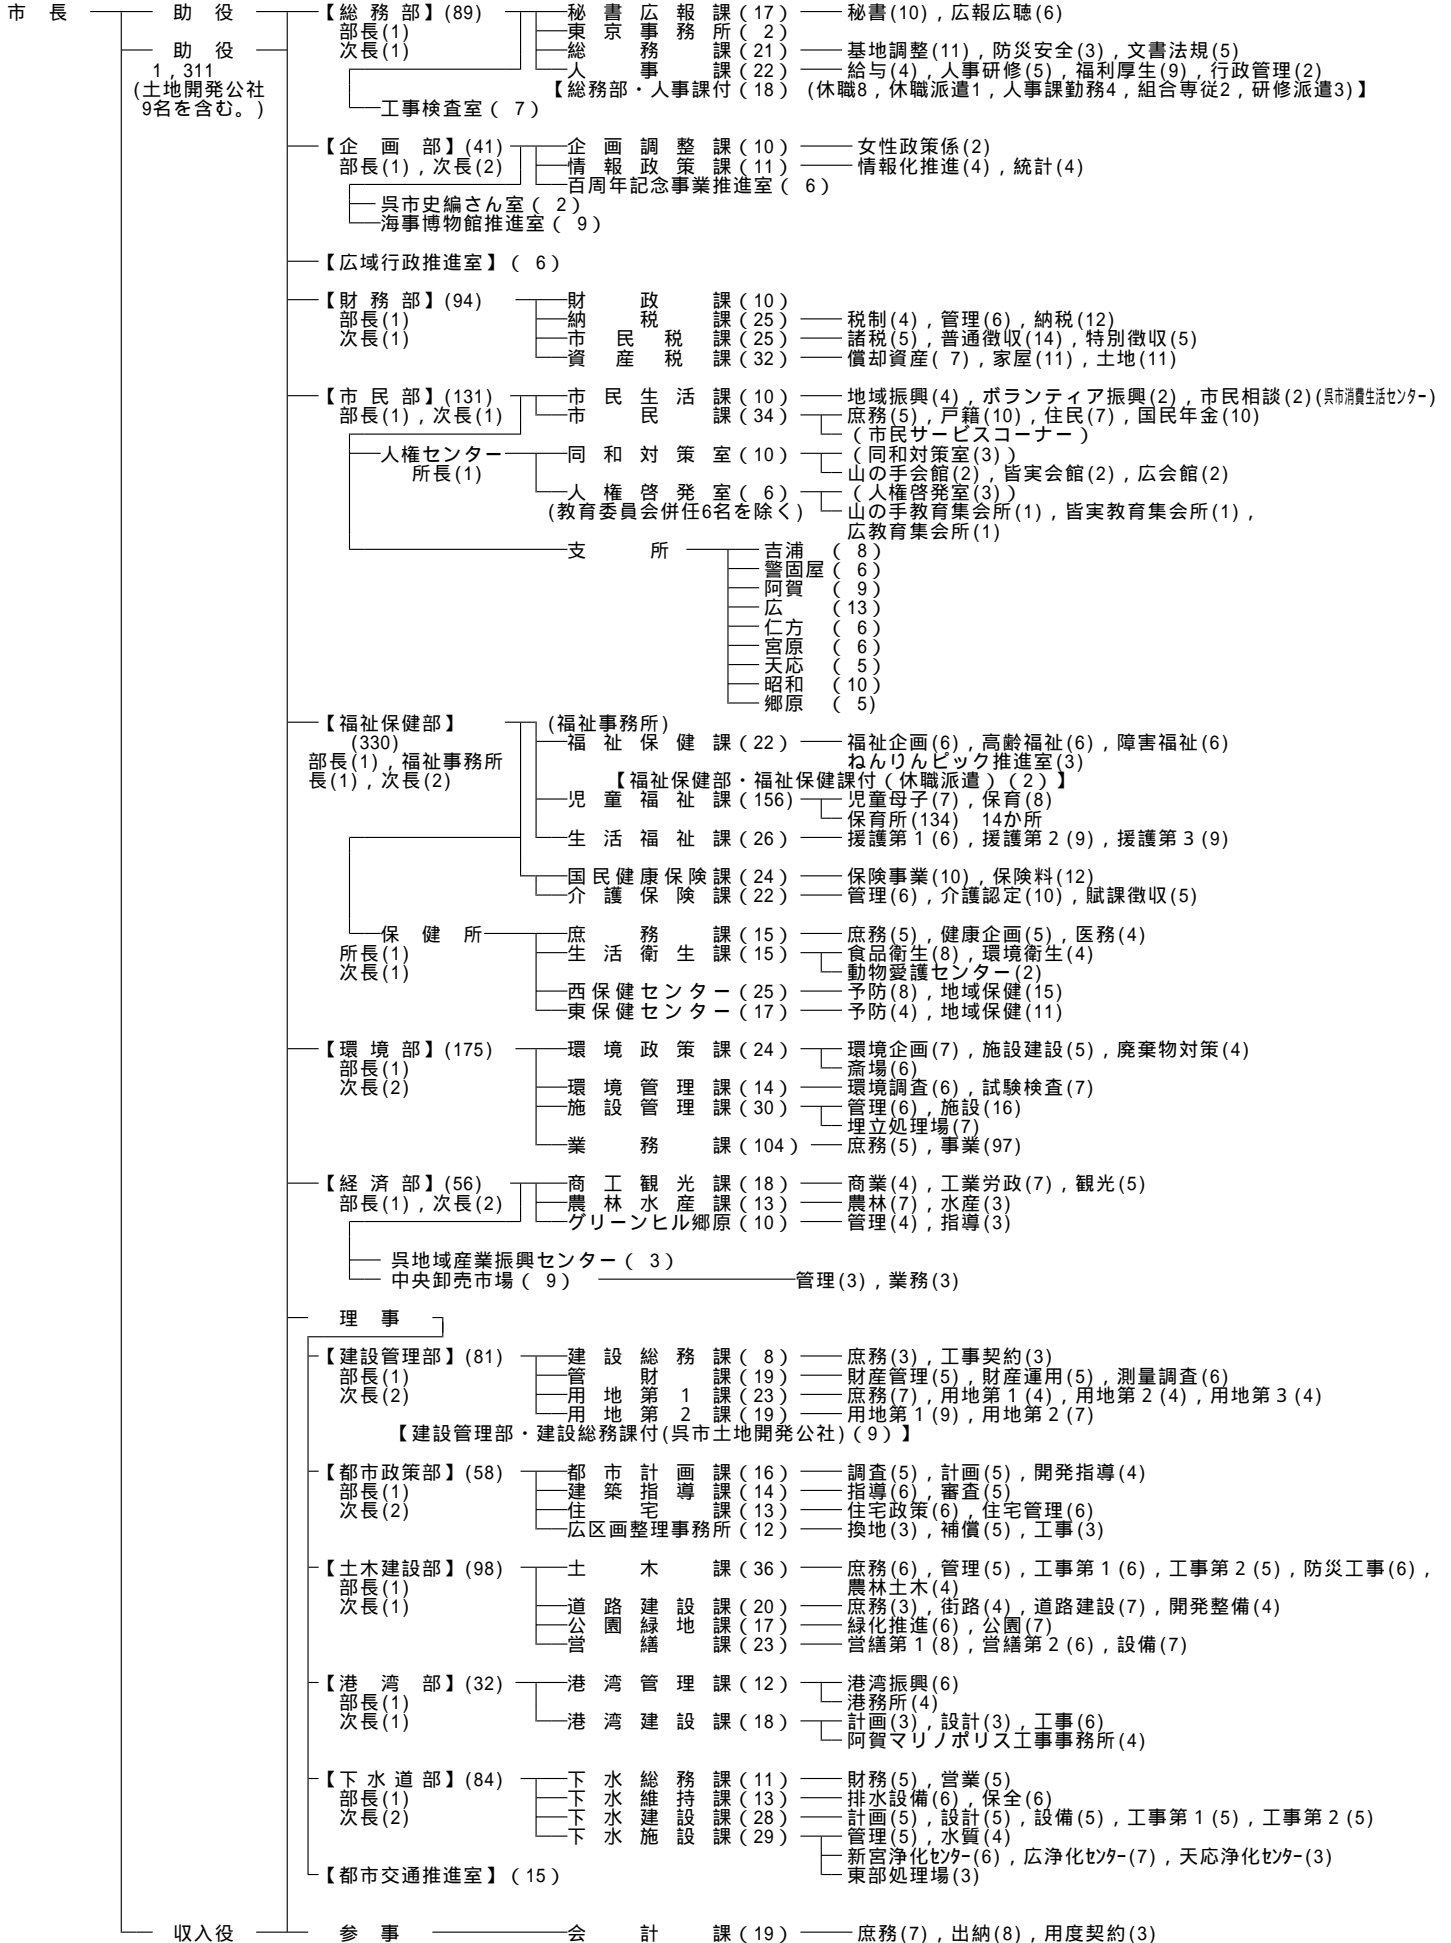 市 長 助 役 【総 務 部】(89) 秘 書 広 報 課 ( 17 ) 秘書(10) , 広報広聴(6)
部長(1) 東 京 事 務 所 ( 2 )
助 役 次長(1) 総 務 課 ( 21 ) 基地調整(11) , 防災安全(3) , 文書法規(5)
1 , 311 人 事 課 ( 22 ) 給与(4) , 人事研修(5) , 福利厚生(9) , 行政管理(2)
(土地開発公社 【総務部・人事課付 ( 18 ) (休職8 , 休職派遣1 , 人事課勤務4 , 組合専従2 , 研修派遣3) 】
9名を含む。) 工事検査室 ( 7 )
【企 画 部】(41) 企 画 調 整 課 ( 10 ) 女性政策係(2)
部長(1) , 次長(2) 情 報 政 策 課 ( 11 ) 情報化推進(4) , 統計(4)
百周年記念事業推進室 ( 6 )
呉市史編さん室 ( 2 )
海事博物館推進室 ( 9 )
【広域行政推進室】 ( 6 )
【財 務 部】(94) 財 政 課 ( 10 )
部長(1) 納 税 課 ( 25 ) 税制(4) , 管理(6) , 納税(12)
次長(1) 市 民 税 課 ( 25 ) 諸税(5) , 普通徴収(14) , 特別徴収(5)
資 産 税 課 ( 32 ) 償却資産( 7) , 家屋(11) , 土地(11)
【市 民 部】(131) 市 民 生 活 課 ( 10 ) 地域振興(4) , ボランティア振興(2) , 市民相談(2) (呉市消費生活センター)
部長(1) , 次長(1) 市 民 課 ( 34 ) 庶務(5) , 戸籍(10) , 住民(7) , 国民年金(10)
( 市民サービスコーナー )
人権センター 同 和 対 策 室 ( 10 ) ( 同和対策室(3) )
所長(1) 山の手会館(2) , 皆実会館(2) , 広会館(2)
人 権 啓 発 室 ( 6 ) ( 人権啓発室(3) )
(教育委員会併任6名を除く) 山の手教育集会所(1) , 皆実教育集会所(1) ,
広教育集会所(1)
支 所 吉浦 ( 8 )
警固屋 ( 6 )
阿賀 ( 9 )
広 ( 13 )
仁方 ( 6 )
宮原 ( 6 )
天応 ( 5 )
昭和 ( 10 )
郷原 ( 5 )
【福祉保健部】 (福祉事務所)
(330) 福 祉 保 健 課 ( 22 ) 福祉企画(6) , 高齢福祉(6) , 障害福祉(6)
部長(1) , 福祉事務所 ねんりんピック推進室(3)
長(1) , 次長(2) 【福祉保健部・福祉保健課付 ( 休職派遣 ) ( 2 ) 】
児 童 福 祉 課 ( 156 ) 児童母子(7) , 保育(8)
保育所(134) 14か所
生 活 福 祉 課 ( 26 ) 援護第1(6) , 援護第2(9) , 援護第3(9)
国民健康保険課 ( 24 ) 保険事業(10) , 保険料(12)
介 護 保 険 課 ( 22 ) 管理(6) , 介護認定(10) , 賦課徴収(5)
保 健 所 庶 務 課 ( 15 ) 庶務(5) , 健康企画(5) , 医務(4)
所長(1) 生 活 衛 生 課 ( 15 ) 食品衛生(8) , 環境衛生(4)
次長(1) 動物愛護センター(2)
西保健センター ( 25 ) 予防(8) , 地域保健(15)
東保健センター ( 17 ) 予防(4) , 地域保健(11)
【環 境 部】(175) 環 境 政 策 課 ( 24 ) 環境企画(7) , 施設建設(5) , 廃棄物対策(4)
部長(1) 斎場(6)
次長(2) 環 境 管 理 課 ( 14 ) 環境調査(6) , 試験検査(7)
施 設 管 理 課 ( 30 ) 管理(6) , 施設(16)
埋立処理場(7)
業 務 課 ( 104 ) 庶務(5) , 事業(97)
【経 済 部】(56) 商 工 観 光 課 ( 18 ) 商業(4) , 工業労政(7) , 観光(5)
部長(1) , 次長(2) 農 林 水 産 課 ( 13 ) 農林(7) , 水産(3)
グリーンヒル郷原 ( 10 ) 管理(4) , 指導(3)
呉地域産業振興センター ( 3 )
中央卸売市場 ( 9 ) 管理(3) , 業務(3)
理 事
【建設管理部】(81) 建 設 総 務 課 ( 8 ) 庶務(3) , 工事契約(3)
部長(1) 管 財 課 ( 19 ) 財産管理(5) , 財産運用(5) , 測量調査(6)
次長(2) 用 地 第 1 課 ( 23 ) 庶務(7) , 用地第1(4) , 用地第2(4) , 用地第3(4)
用 地 第 2 課 ( 19 ) 用地第1(9) , 用地第2(7)
【建設管理部・建設総務課付(呉市土地開発公社) ( 9 ) 】
【都市政策部】(58) 都 市 計 画 課 ( 16 ) 調査(5) , 計画(5) , 開発指導(4)
部長(1) 建 築 指 導 課 ( 14 ) 指導(6) , 審査(5)
次長(2) 住 宅 課 ( 13 ) 住宅政策(6) , 住宅管理(6)
広区画整理事務所 ( 12 ) 換地(3) , 補償(5) , 工事(3)
【土木建設部】(98) 土 木 課 ( 36 ) 庶務(6) , 管理(5) , 工事第1(6) , 工事第2(5) , 防災工事(6) ,
部長(1) 農林土木(4)
次長(1) 道 路 建 設 課 ( 20 ) 庶務(3) , 街路(4) , 道路建設(7) , 開発整備(4)
公 園 緑 地 課 ( 17 ) 緑化推進(6) , 公園(7)
営 繕 課 ( 23 ) 営繕第1(8) , 営繕第2(6) , 設備(7)
【港 湾 部】(32) 港 湾 管 理 課 ( 12 ) 港湾振興(6)
部長(1) 港務所(4)
次長(1) 港 湾 建 設 課 ( 18 ) 計画(3) , 設計(3) , 工事(6)
阿賀マリノポリス工事事務所(4)
【下 水 道 部】(84) 下 水 総 務 課 ( 11 ) 財務(5) , 営業(5)
部長(1) 下 水 維 持 課 ( 13 ) 排水設備(6) , 保全(6)
次長(2) 下 水 建 設 課 ( 28 ) 計画(5) , 設計(5) , 設備(5) , 工事第1(5) , 工事第2(5)
下 水 施 設 課 ( 29 ) 管理(5) , 水質(4)
新宮浄化センター(6) , 広浄化センター(7) , 天応浄化センター(3)
【都市交通推進室】 ( 15 ) 東部処理場(3)
収入役 参 事 会 計 課 ( 19 ) 庶務(7) , 出納(8) , 用度契約(3)